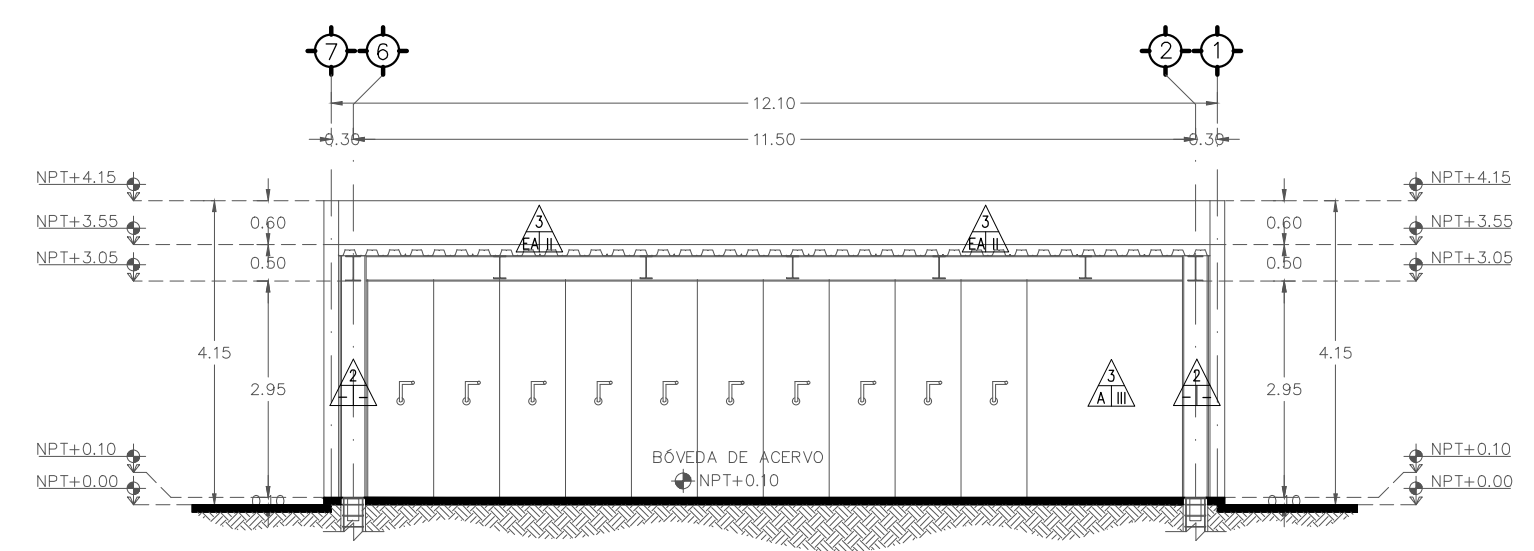 7 6 2 1
12.10
0.30 11.50 0.30
NPT+4.15 NPT+4.15
0.60 3 3 0.60
NPT+3.55 EA II EA II NPT+3.55
NPT+3.05 0.50 0.50 NPT+3.05
4.15 4.15
2 3 2
2.95 - - A III - - 2.95
NPT+0.10 BÓVEDA DE ACERVO NPT+0.10
NPT+0.00 NPT+0.10 NPT+0.00
0.10 0.10